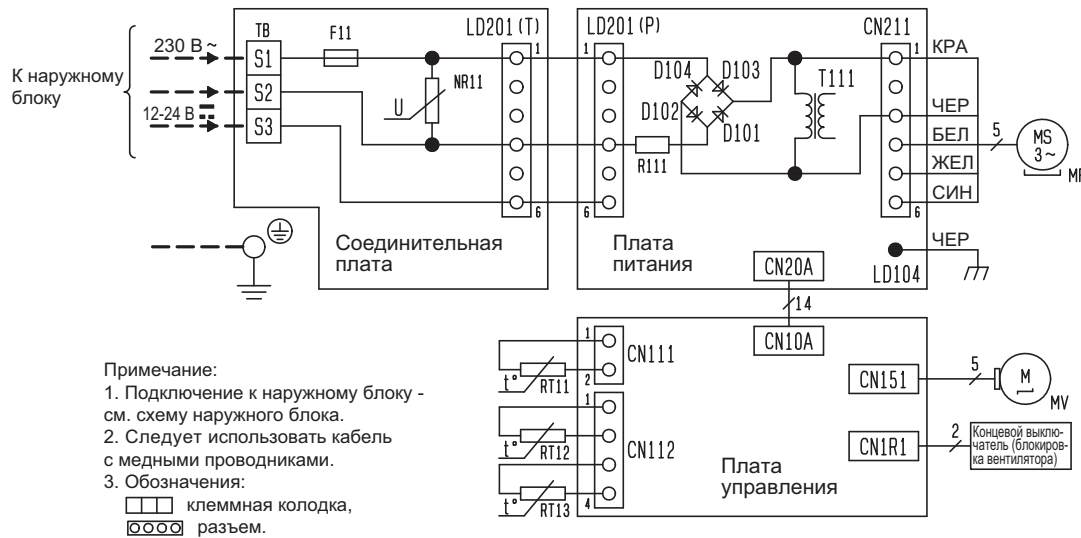 К наружному
блоку
230 В ~
12-24 В
TB
S1
S2
S3
F11
U
NR11
LD201 (T)
1
6
Соединительная
плата
LD201 (P)
1
6
R111
D104
D103
D102
D101
T111
CN211
1
6
КРА
ЧЕР
БЕЛ
ЖЕЛ
СИН
5
MS
3~
ЧЕР
LD104
Плата
питания
CN20A
14
CN10A
CN111
1
2
t°
RT11
CN112
1
4
t°
RT12
t°
RT13
CN151
5
M
MV
CN1R1
2
Концевой выклю-
чатель (блокиров-
ка вентилятора)
Плата
управления
Примечание:
1. Подключение к наружному блоку -
см. схему наружного блока.
2. Следует использовать кабель
с медными проводниками.
3. Обозначения:
клеммная колодка,
разъем.